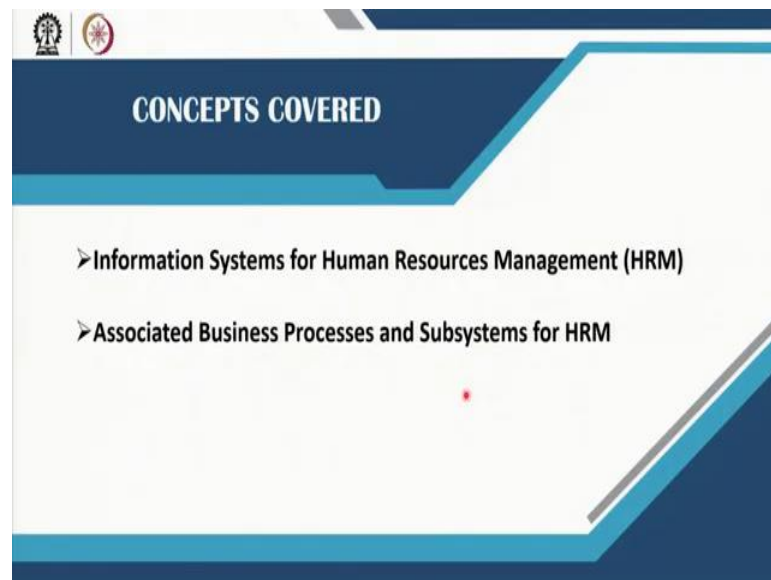 CONCEPTS COVERED
➢Information Systems for Human Resources Management (HRM)
➢Associated Business Processes and Subsystems for HRM